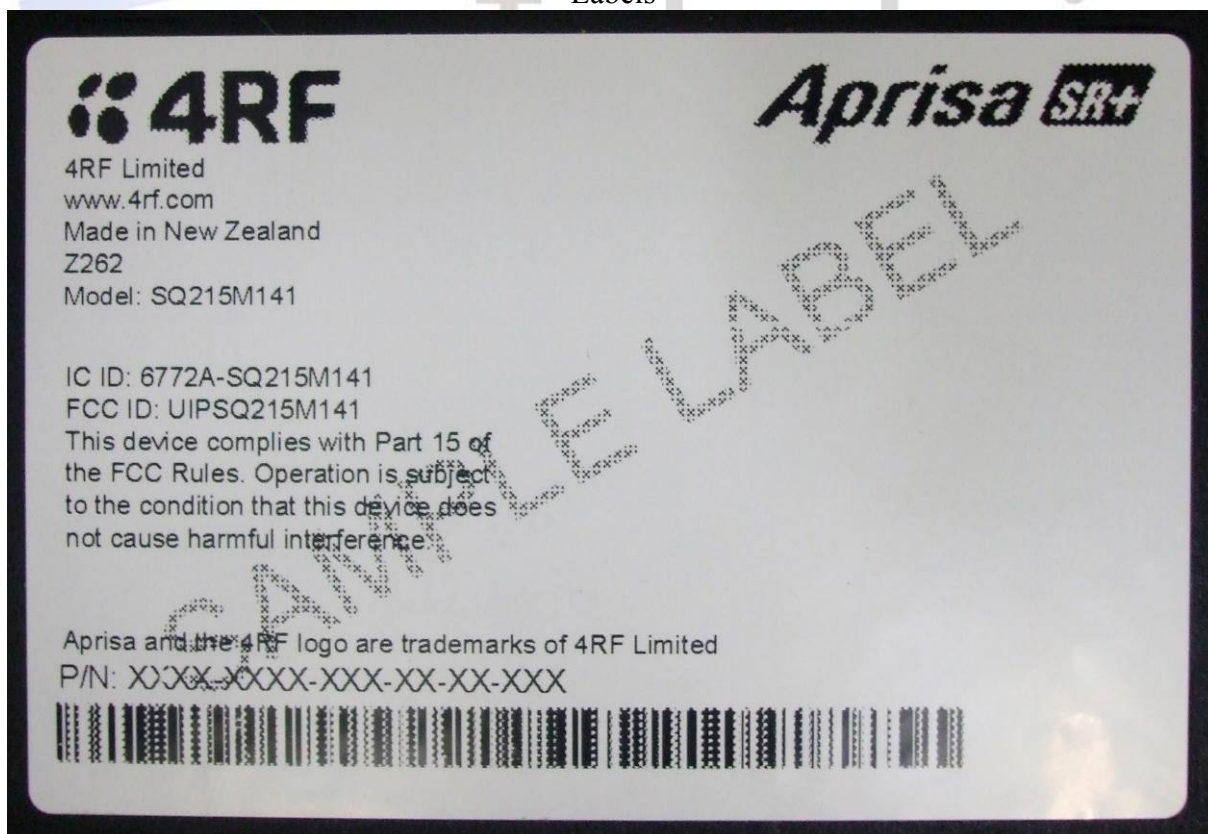 Labels
4RF
Aprisa SR+
4RF Limited
www.4rf.com
Made in New Zealand
Z262
Model: SQ215M141
IC ID: 6772A-SQ215M141
FCC ID: UIPSQ215M141
This device complies with Part 15 of
the FCC Rules. Operation is subject
to the condition that this device does
not cause harmful interference.
SAMPLE LABEL
Aprisa and the 4RF logo are trademarks of 4RF Limited
P/N: XXXX-XXXX-XXX-XX-XX-XXX